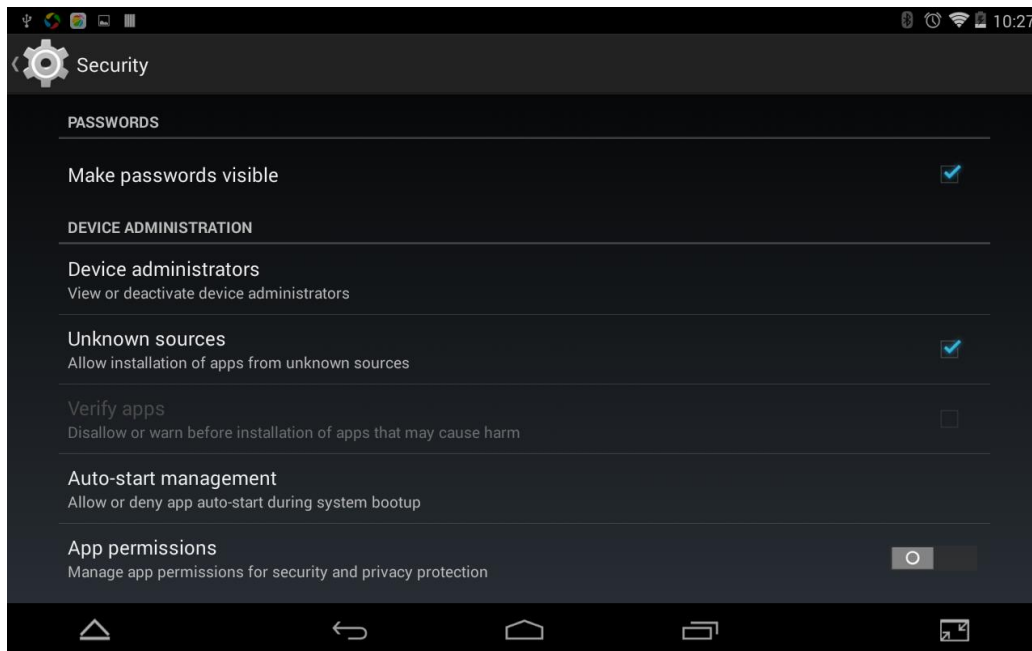 10:27
Security
PASSWORDS
Make passwords visible
DEVICE ADMINISTRATION
Device administrators
View or deactivate device administrators
Unknown sources
Allow installation of apps from unknown sources
Verify apps
Disallow or warn before installation of apps that may cause harm
Auto-start management
Allow or deny app auto-start during system bootup
App permissions
Manage app permissions for security and privacy protection